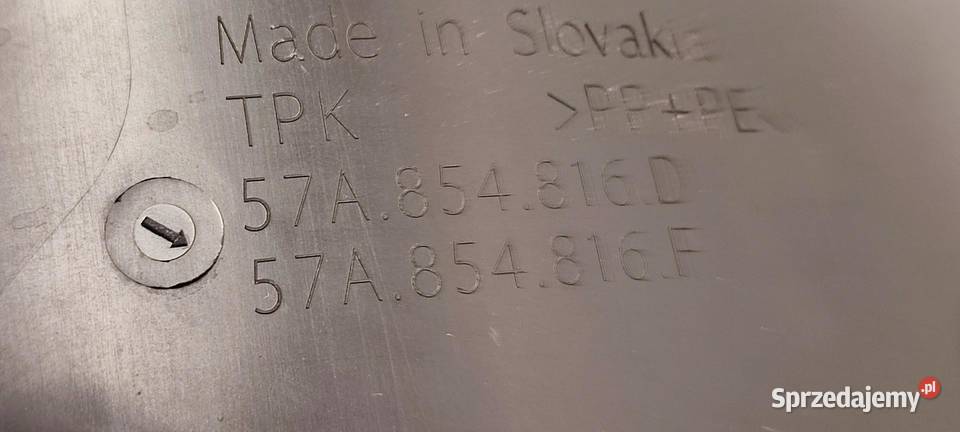 Made in Slovakia
TPK >PP+PE
57A.854.816.D
57A.854.816.F
Sprzedajemy.pl